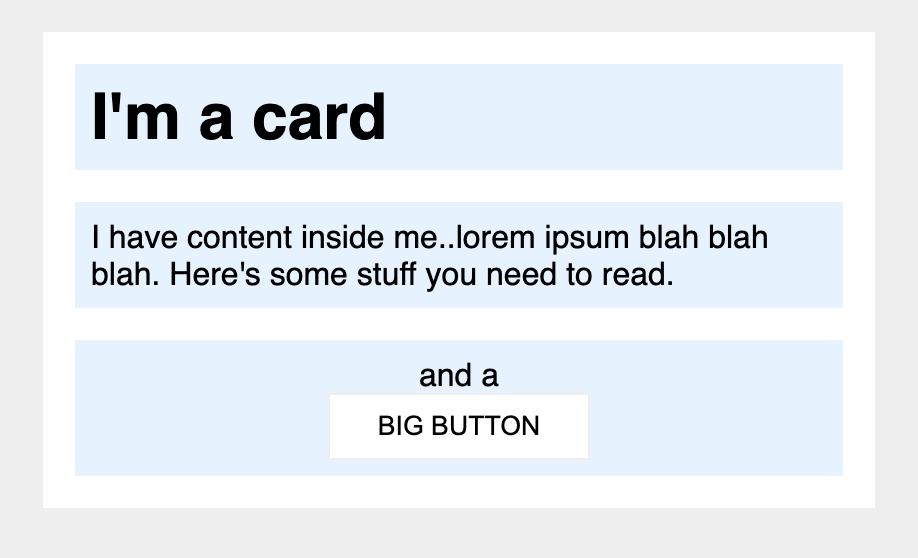 I'm a card
I have content inside me..lorem ipsum blah blah
blah. Here's some stuff you need to read.
and a
BIG BUTTON